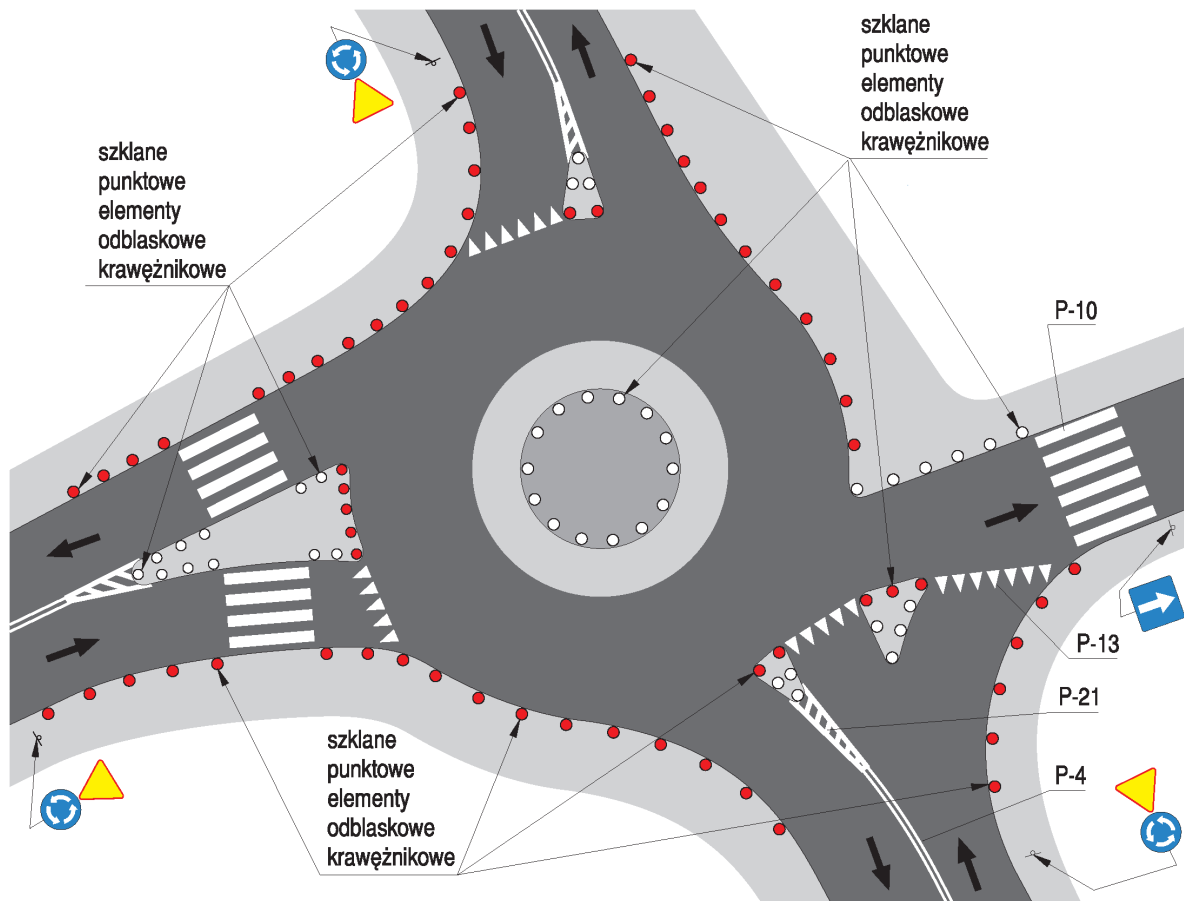 szklane
punktowe
elementy
odblaskowe
krawężnikowe
szklane
punktowe
elementy
odblaskowe
krawężnikowe
P-10
P-13
P-21
P-4
szklane
punktowe
elementy
odblaskowe
krawężnikowe